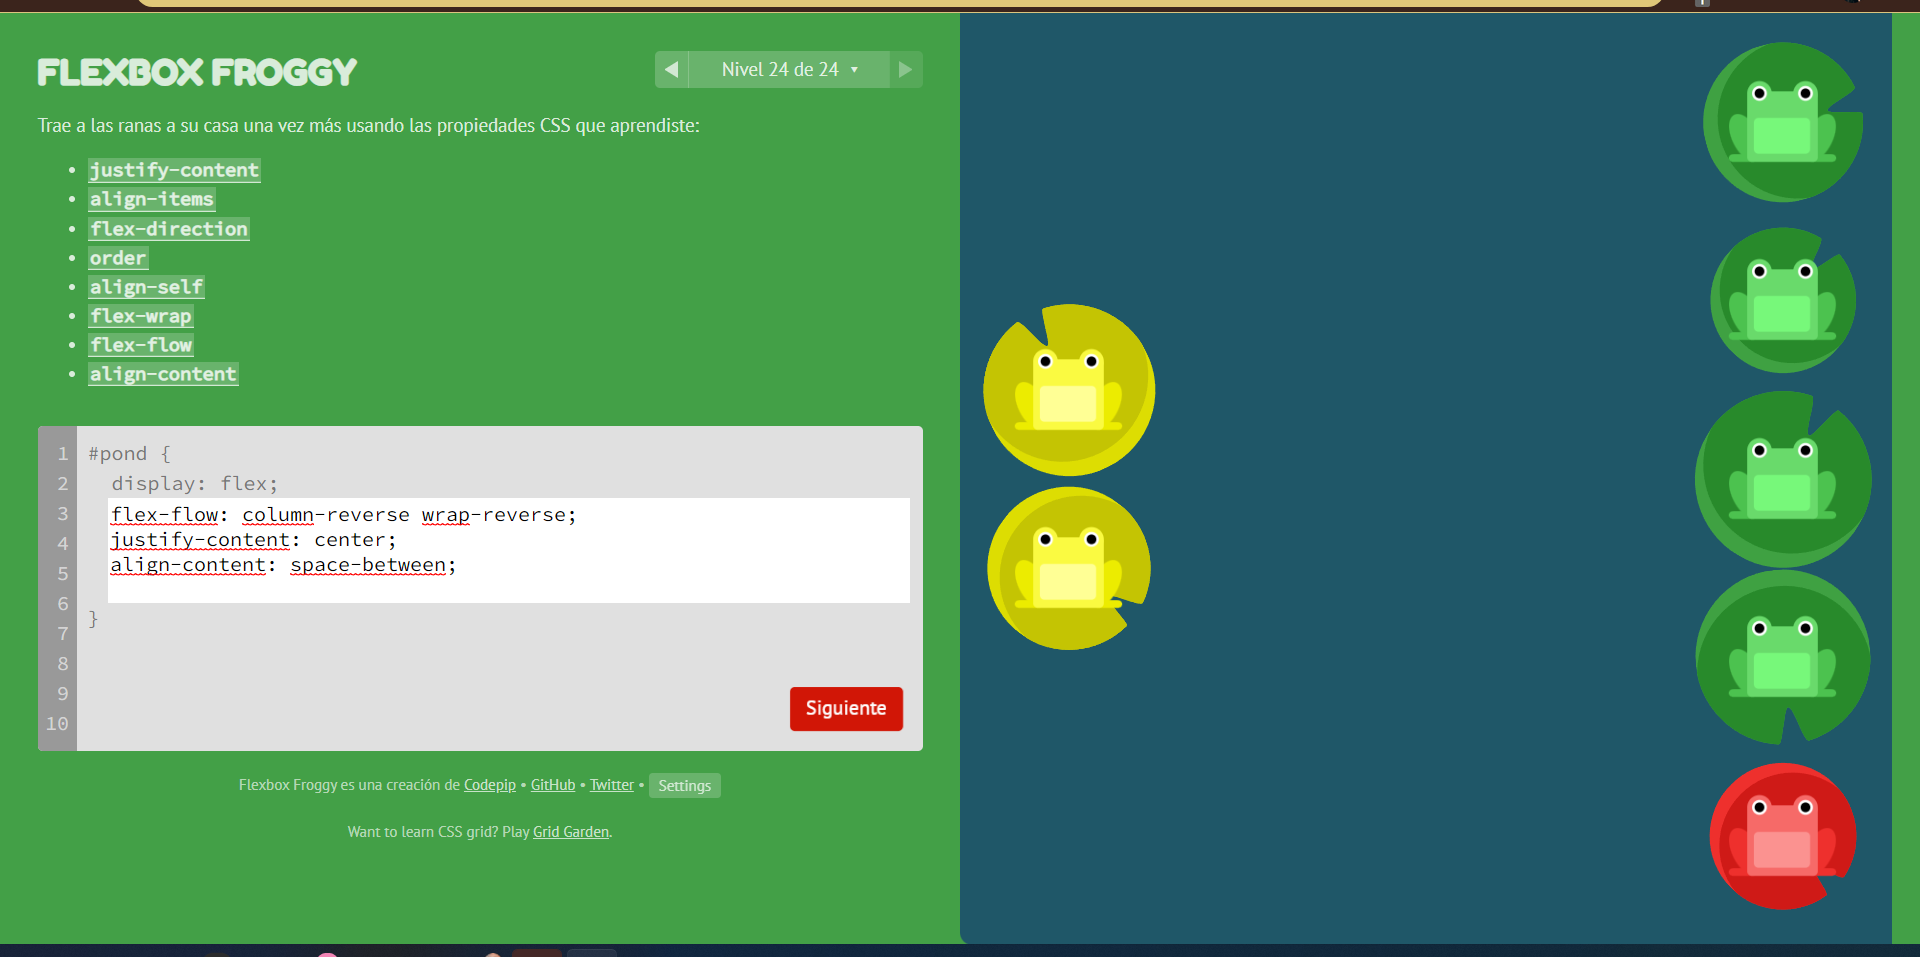 FLEXBOX FROGGY
◀ Nivel 24 de 24 ▼ ▶
Trae a las ranas a su casa una vez más usando las propiedades CSS que aprendiste:
• justify-content
• align-items
• flex-direction
• order
• align-self
• flex-wrap
• flex-flow
• align-content
1 #pond {
2 display: flex;
3 flex-flow: column-reverse wrap-reverse;
4 justify-content: center;
5 align-content: space-between;
6 }
7
8
9
10
Siguiente
Flexbox Froggy es una creación de Codepip • GitHub • Twitter • Settings
Want to learn CSS grid? Play Grid Garden.